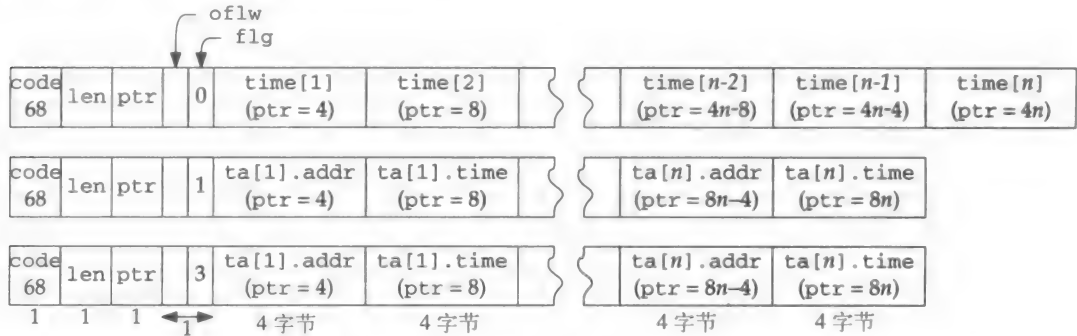 oflw
flg
code 68 len ptr 0 time[1] (ptr = 4) time[2] (ptr = 8) time[n-2] (ptr = 4n-8) time[n-1] (ptr = 4n-4) time[n] (ptr = 4n)
code 68 len ptr 1 ta[1].addr (ptr = 4) ta[1].time (ptr = 8) ta[n].addr (ptr = 8n–4) ta[n].time (ptr = 8n)
code 68 len ptr 3 ta[1].addr (ptr = 4) ta[1].time (ptr = 8) ta[n].addr (ptr = 8n–4) ta[n].time (ptr = 8n)
1 1 1 1 4 字节 4 字节 4 字节 4 字节